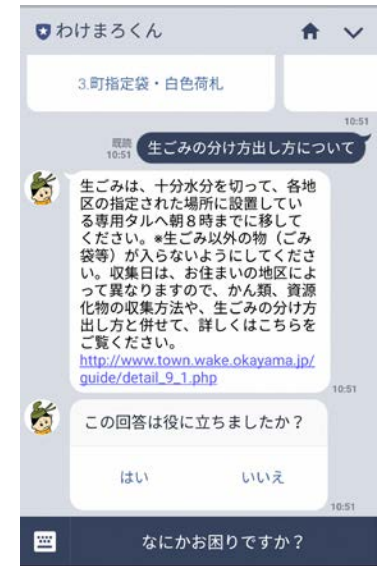 わけまろくん
3.町指定袋・白色荷札
10:51
既読
10:51
生ごみの分け方出し方について
生ごみは、十分水分を切って、各地
区の指定された場所に設置してい
る専用タルへ朝8時までに移して
ください。※生ごみ以外の物（ごみ
袋等）が入らないようにしてくださ
い。収集日は、お住まいの地区によ
って異なりますので、かん類、資源
化物の収集方法や、生ごみの分け方
出し方と併せて、詳しくはこちらを
ご覧ください。
http://www.town.wake.okayama.jp/
guide/detail_9_1.php
10:51
この回答は役に立ちましたか？
はい いいえ
10:51
なにかお困りですか？